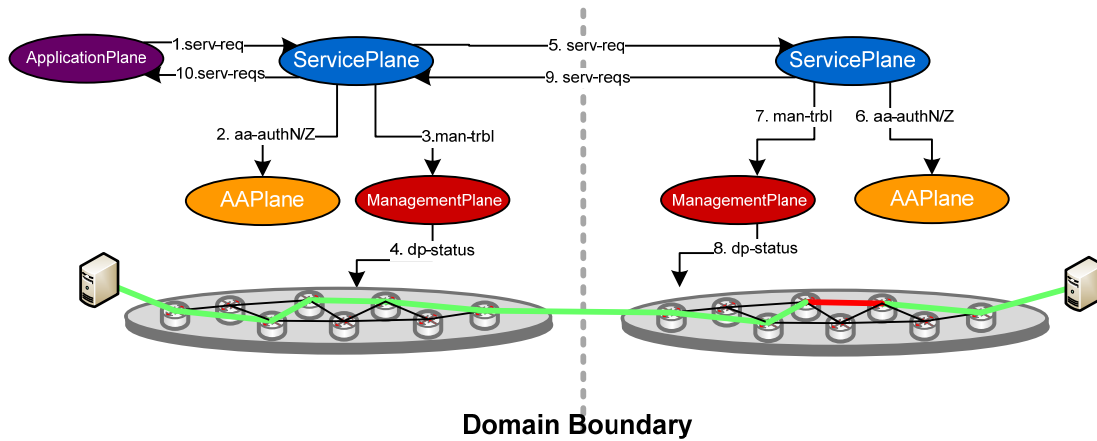 1.serv-req
5. serv-req
ApplicationPlane
ServicePlane
ServicePlane
10.serv-reqs
9. serv-reqs
2. aa-authN/Z
3.man-trbl
7. man-trbl
6. aa-authN/Z
AAPlane
ManagementPlane
ManagementPlane
AAPlane
4. dp-status
8. dp-status
Domain Boundary